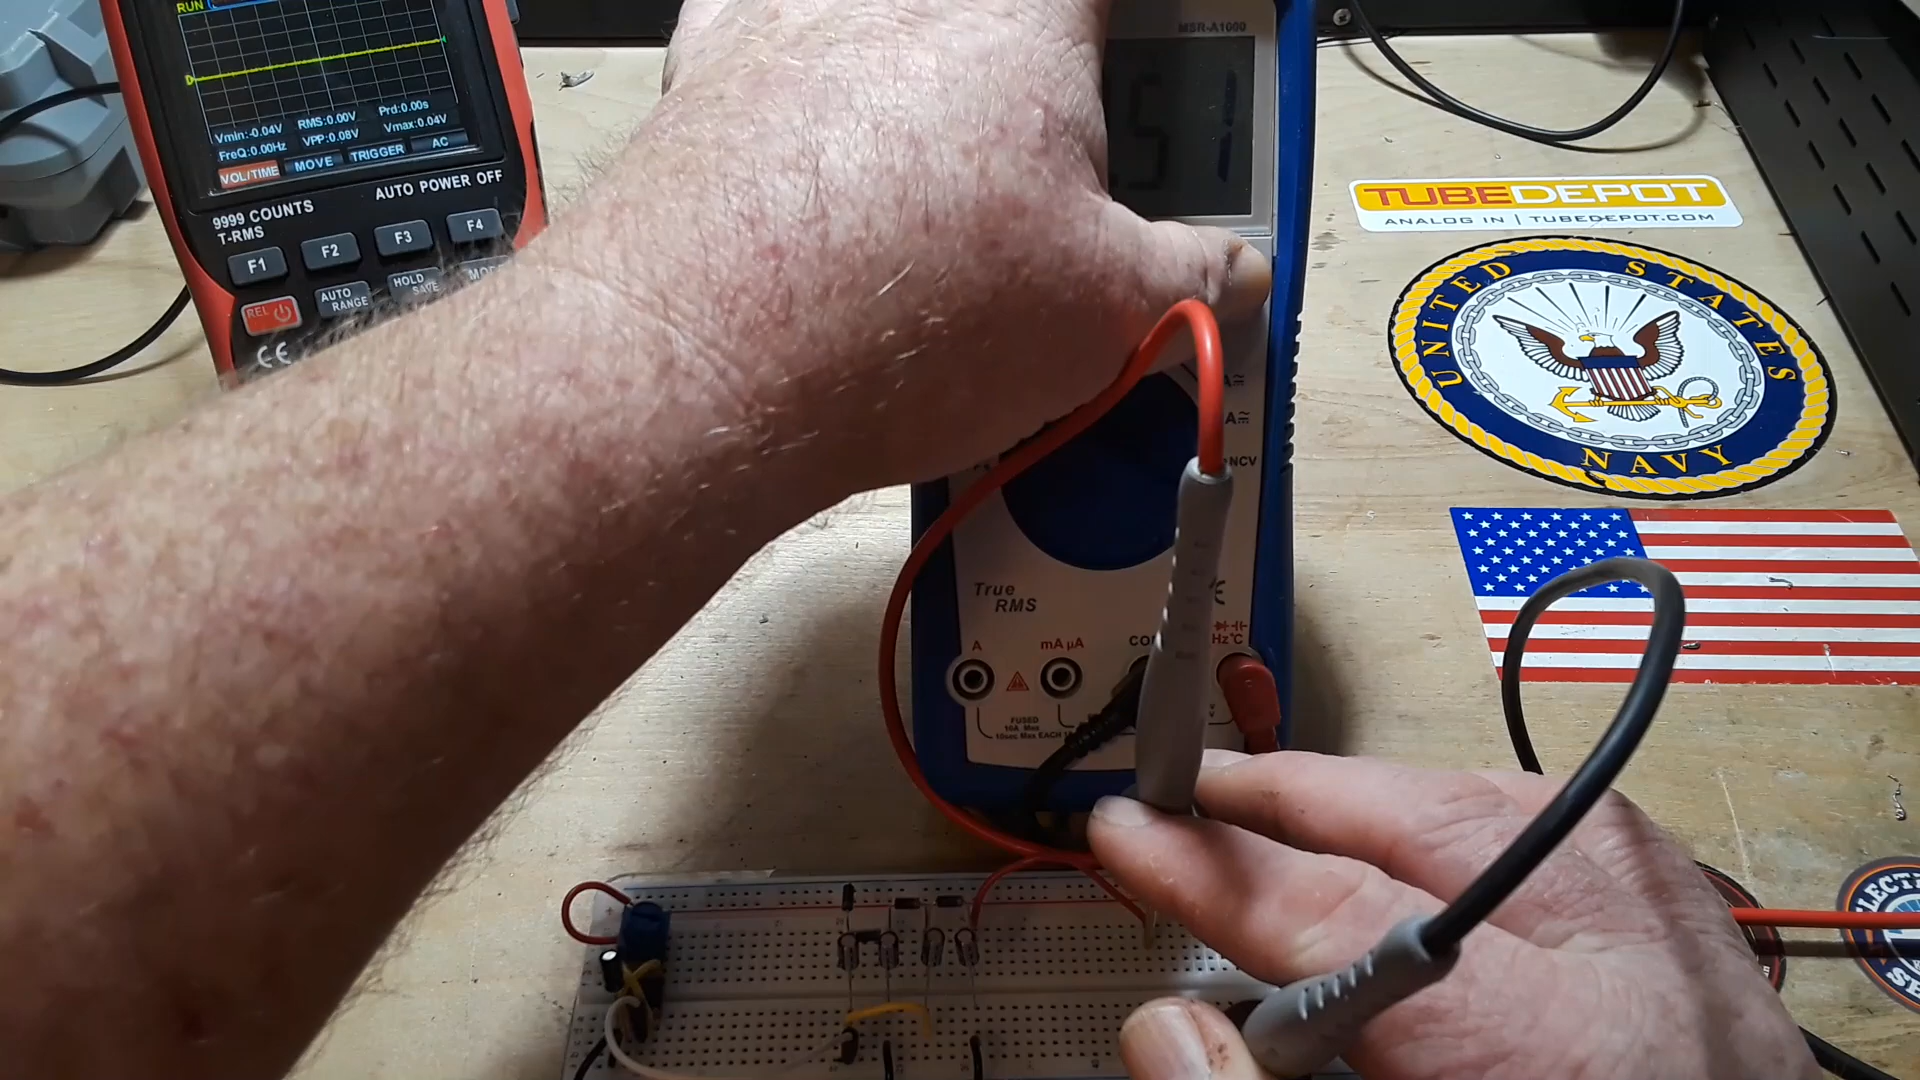 RUN
Vmin:-0.04V RMS:0.00V Prd:0.00s
FreQ:0.00Hz VPP:0.08V Vmax:0.04V
VOL/TIME MOVE TRIGGER AC
9999 COUNTS AUTO POWER OFF
T-RMS
F1 F2 F3 F4
REL AUTO RANGE HOLD SAVE
CE
MSR-A1000
51
A
A
NCV
True
RMS
A mAµA Hz°C
FUSED
10A Max
EACH
TUBEDEPOT
ANALOG IN | TUBEDEPOT.COM
UNITED STATES
NAVY